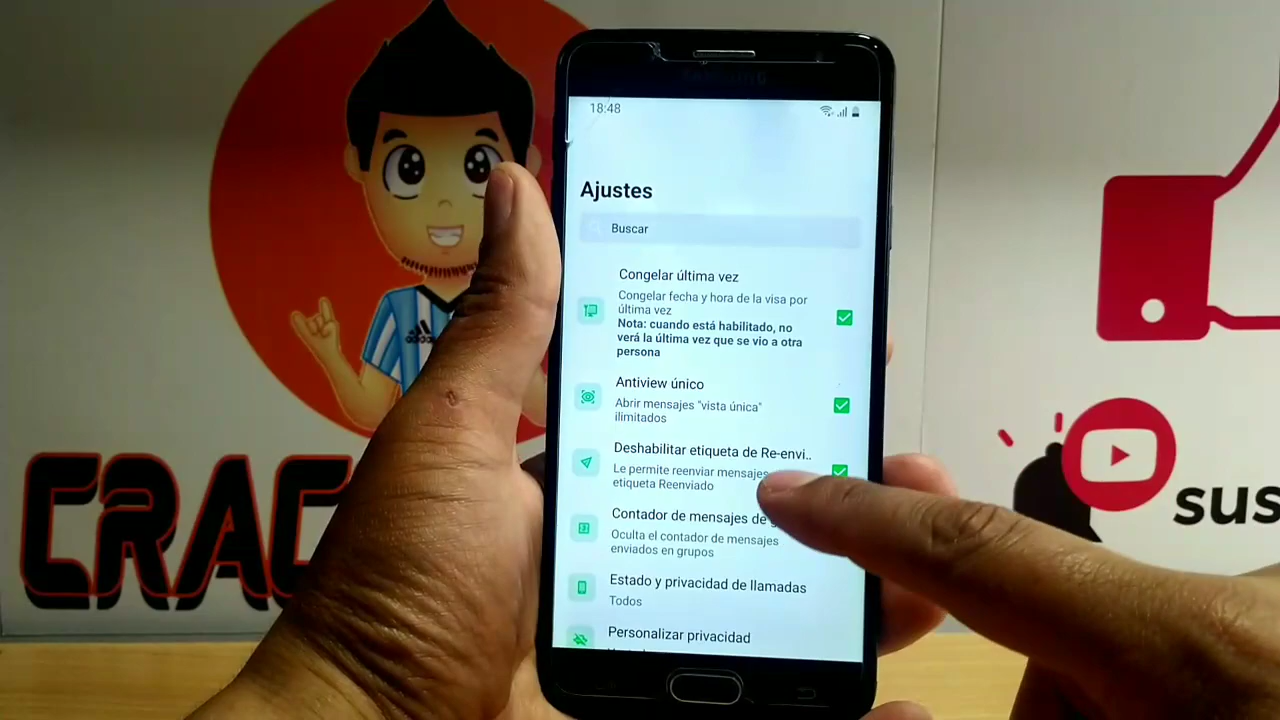 SAMSUNG
18:48
Ajustes
Buscar
Congelar última vez
Congelar fecha y hora de la visa por
última vez
Nota: cuando está habilitado, no
verá la última vez que se vio a otra
persona
Antiview único
Abrir mensajes "vista única"
ilimitados
Deshabilitar etiqueta de Re-envi..
Le permite reenviar mensajes
etiqueta Reenviado
Contador de mensajes de
Oculta el contador de mensajes
enviados en grupos
Estado y privacidad de llamadas
Todos
Personalizar privacidad
adidas
CRAC
sus